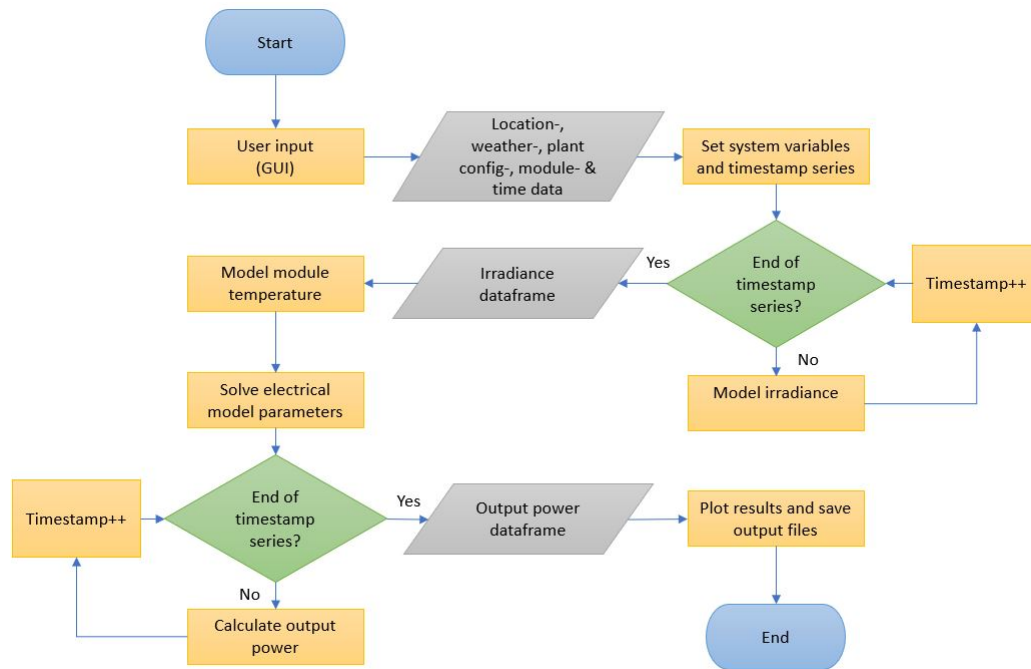 Start
User input
(GUI)
Location-,
weather-, plant
config-, module- &
time data
Set system variables
and timestamp series
End of
timestamp
series?
Yes
No
Timestamp++
Model irradiance
Irradiance
dataframe
Model module
temperature
Solve electrical
model parameters
End of
timestamp
series?
Yes
No
Timestamp++
Calculate output
power
Output power
dataframe
Plot results and save
output files
End